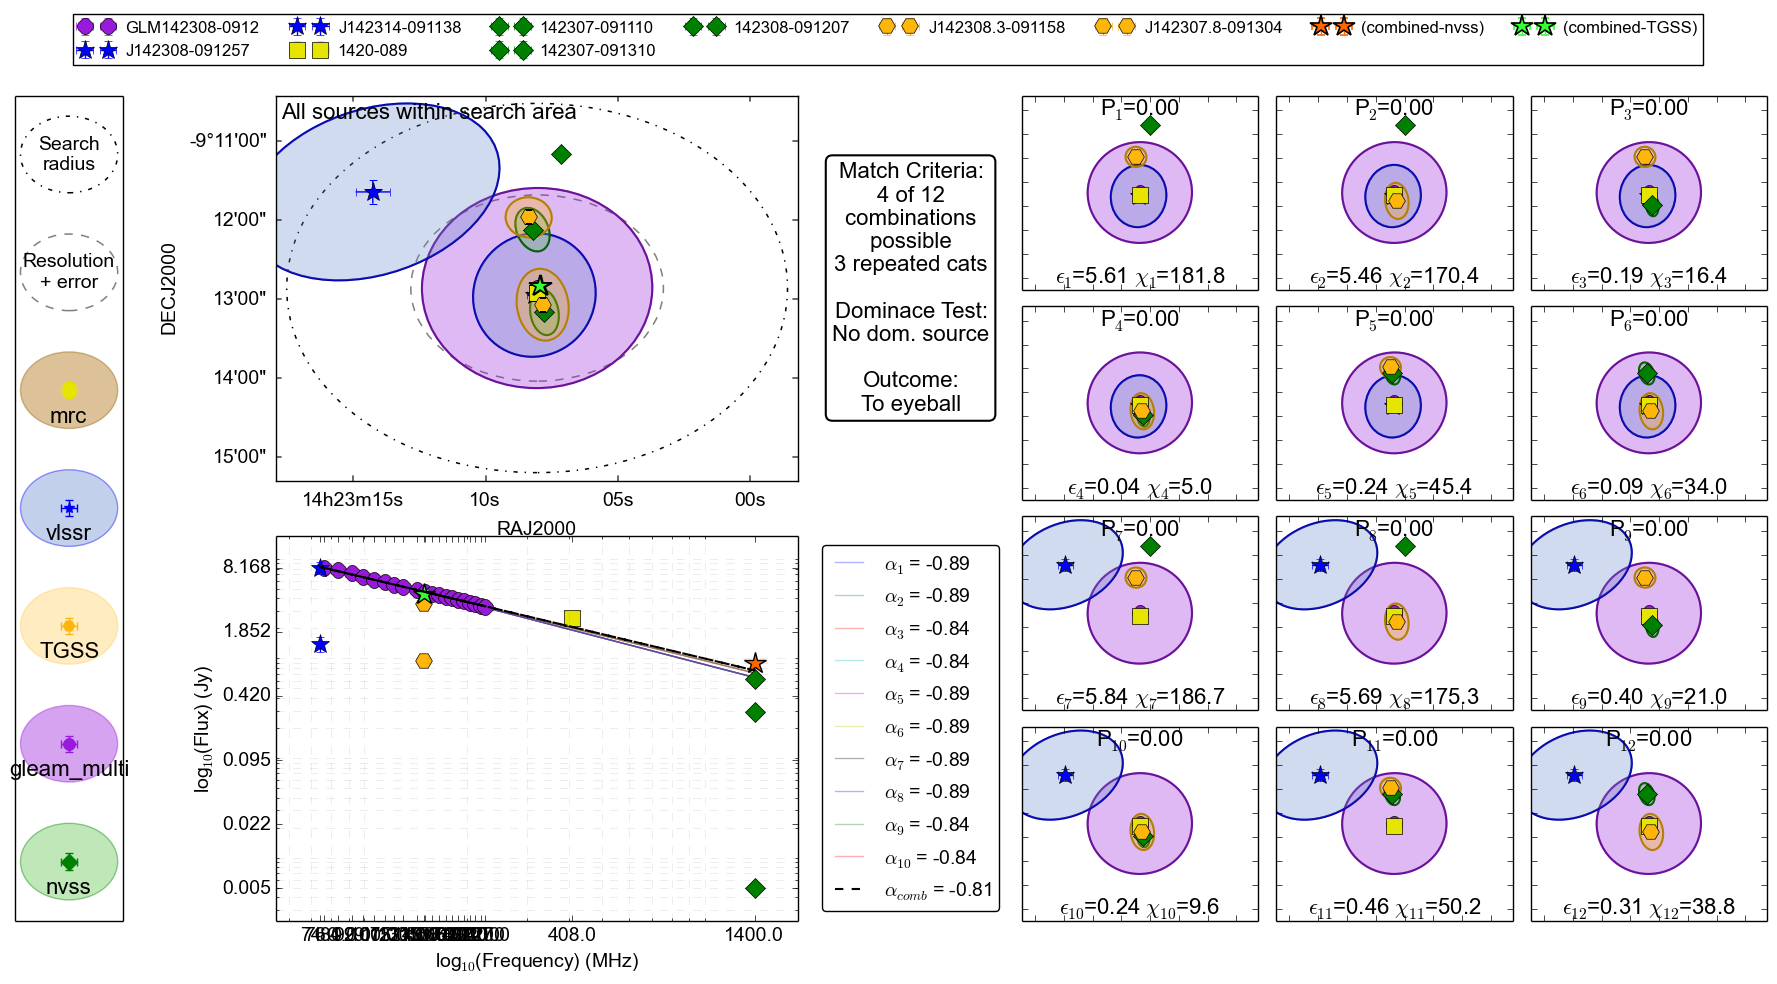 GLM142308-0912 J142314-091138 142307-091110 142308-091207 J142308.3-091158 J142307.8-091304 (combined-nvss) (combined-TGSS)
J142308-091257 1420-089 142307-091310
Search
radius
Resolution
+ error
mrc
vlssr
TGSS
gleam_multi
nvss
All sources within search area
DECJ2000
-9°11'00"
12'00"
13'00"
14'00"
15'00"
14h23m15s 10s 05s 00s
RAJ2000
Match Criteria:
4 of 12
combinations
possible
3 repeated cats
Dominace Test:
No dom. source
Outcome:
To eyeball
log10(Flux) (Jy)
8.168
1.852
0.420
0.095
0.022
0.005
408.0 1400.0
log10(Frequency) (MHz)
α1 = -0.89
α2 = -0.89
α3 = -0.84
α4 = -0.84
α5 = -0.89
α6 = -0.89
α7 = -0.89
α8 = -0.89
α9 = -0.84
α10 = -0.84
αcomb = -0.81
P1=0.00 P2=0.00 P3=0.00
ϵ1=5.61 χ1=181.8 ϵ2=5.46 χ2=170.4 ϵ3=0.19 χ3=16.4
P4=0.00 P5=0.00 P6=0.00
ϵ4=0.04 χ4=5.0 ϵ5=0.24 χ5=45.4 ϵ6=0.09 χ6=34.0
P7=0.00 P8=0.00 P9=0.00
ϵ7=5.84 χ7=186.7 ϵ8=5.69 χ8=175.3 ϵ9=0.40 χ9=21.0
P10=0.00 P11=0.00 P12=0.00
ϵ10=0.24 χ10=9.6 ϵ11=0.46 χ11=50.2 ϵ12=0.31 χ12=38.8